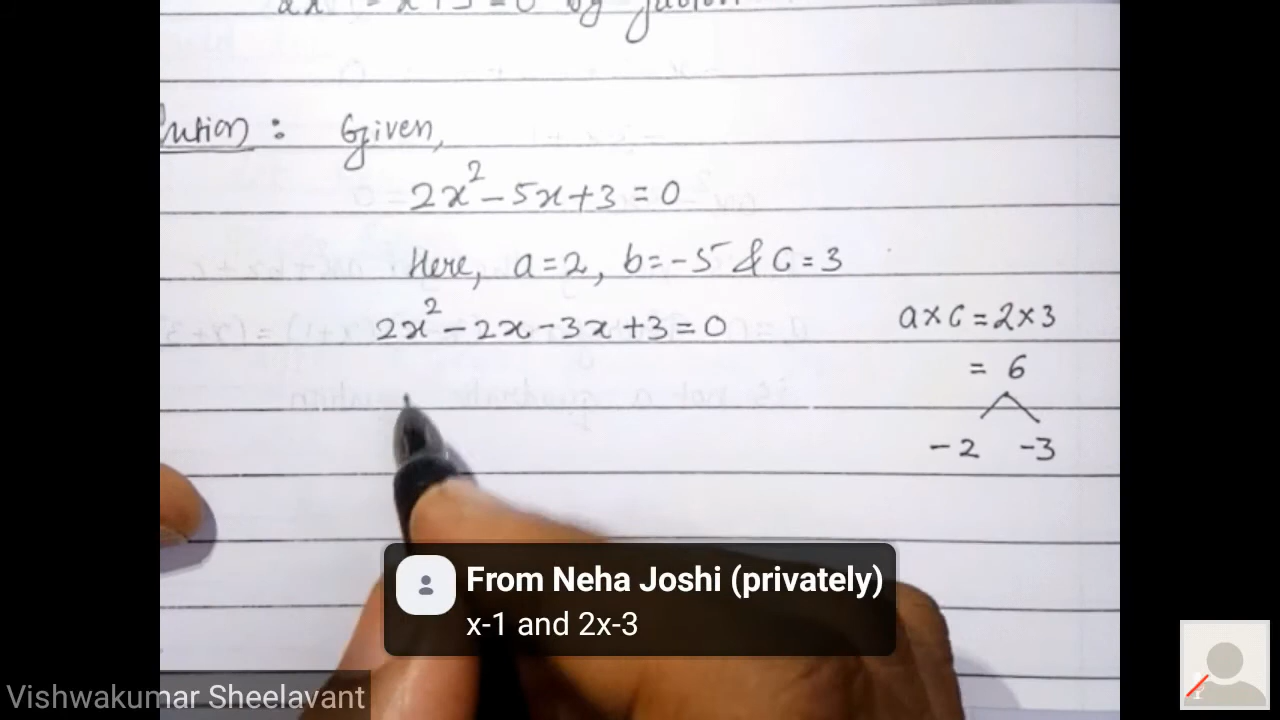 Solution : Given,
2x² - 5x + 3 = 0
Here, a = 2, b = -5 & c = 3
2x² - 2x - 3x + 3 = 0
a × c = 2 × 3
= 6
-2 -3
From Neha Joshi (privately)
x-1 and 2x-3
Vishwakumar Sheelavant